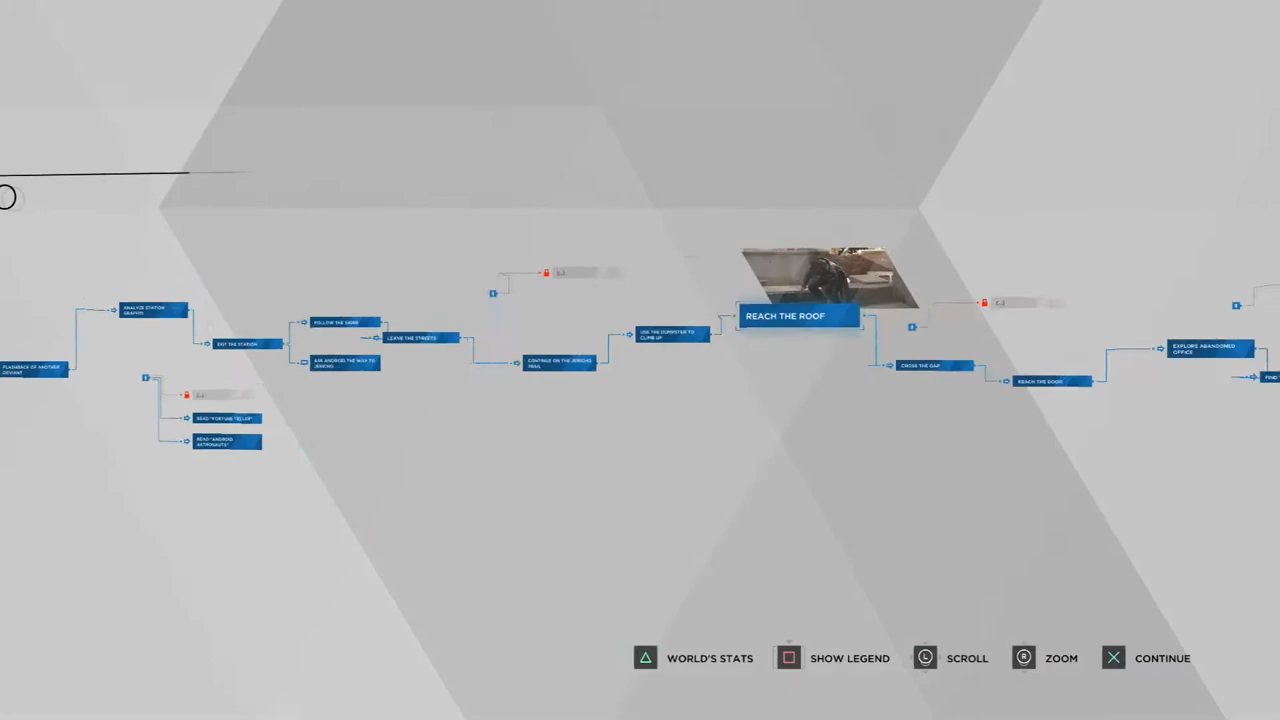 FLASHBACK OF ANOTHER
DEVIANT
ANALYZE STATION
GRAFFITI
EXIT THE STATION
READ "FORTUNE TELLER"
READ "ANDROID
ASTRONAUTS"
FOLLOW THE SIGNS
ASK ANDROID THE WAY TO
JERICHO
LEAVE THE STREETS
CONTINUE ON THE JERICHO
TRAIL
USE THE DUMPSTER TO
CLIMB UP
REACH THE ROOF
CROSS THE GAP
REACH THE DOOR
EXPLORE ABANDONED
OFFICE
WORLD'S STATS
SHOW LEGEND
L
SCROLL
R
ZOOM
CONTINUE